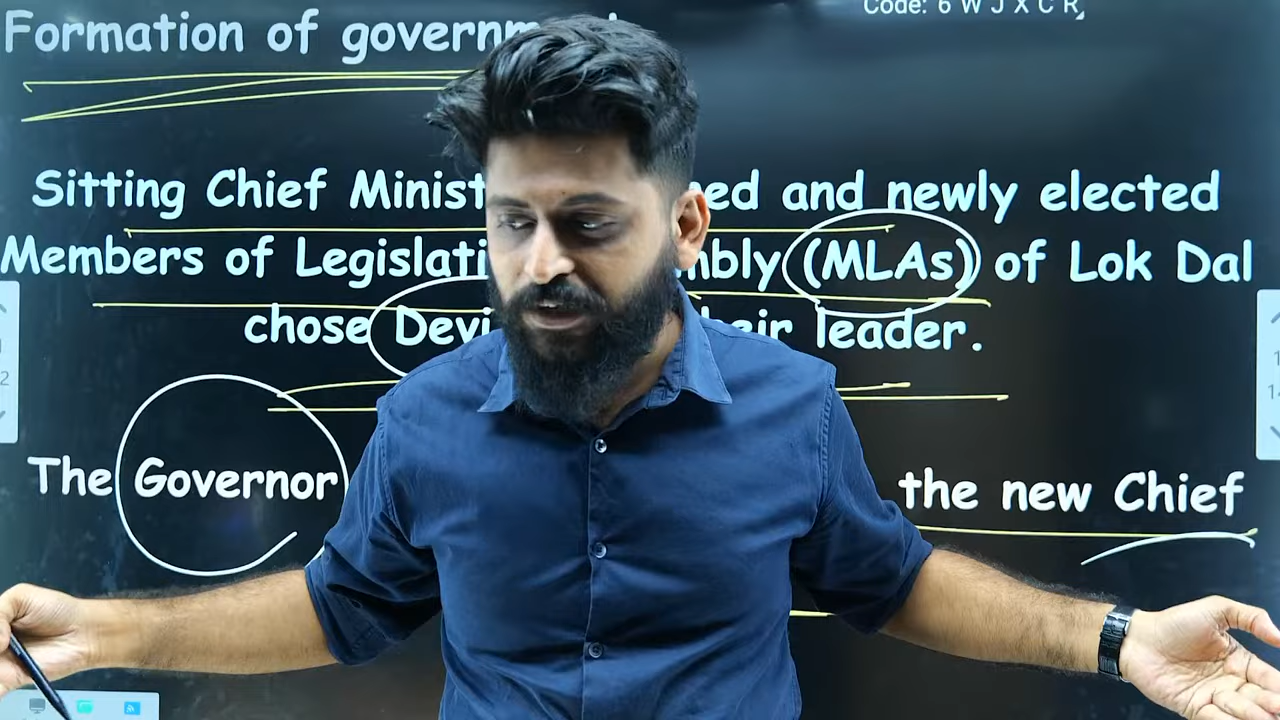 Code: 6 W J X C R
Formation of governm
Sitting Chief Minist ed and newly elected
Members of Legislati mbly (MLAs) of Lok Dal
chose Devi eir leader.
The Governor the new Chief